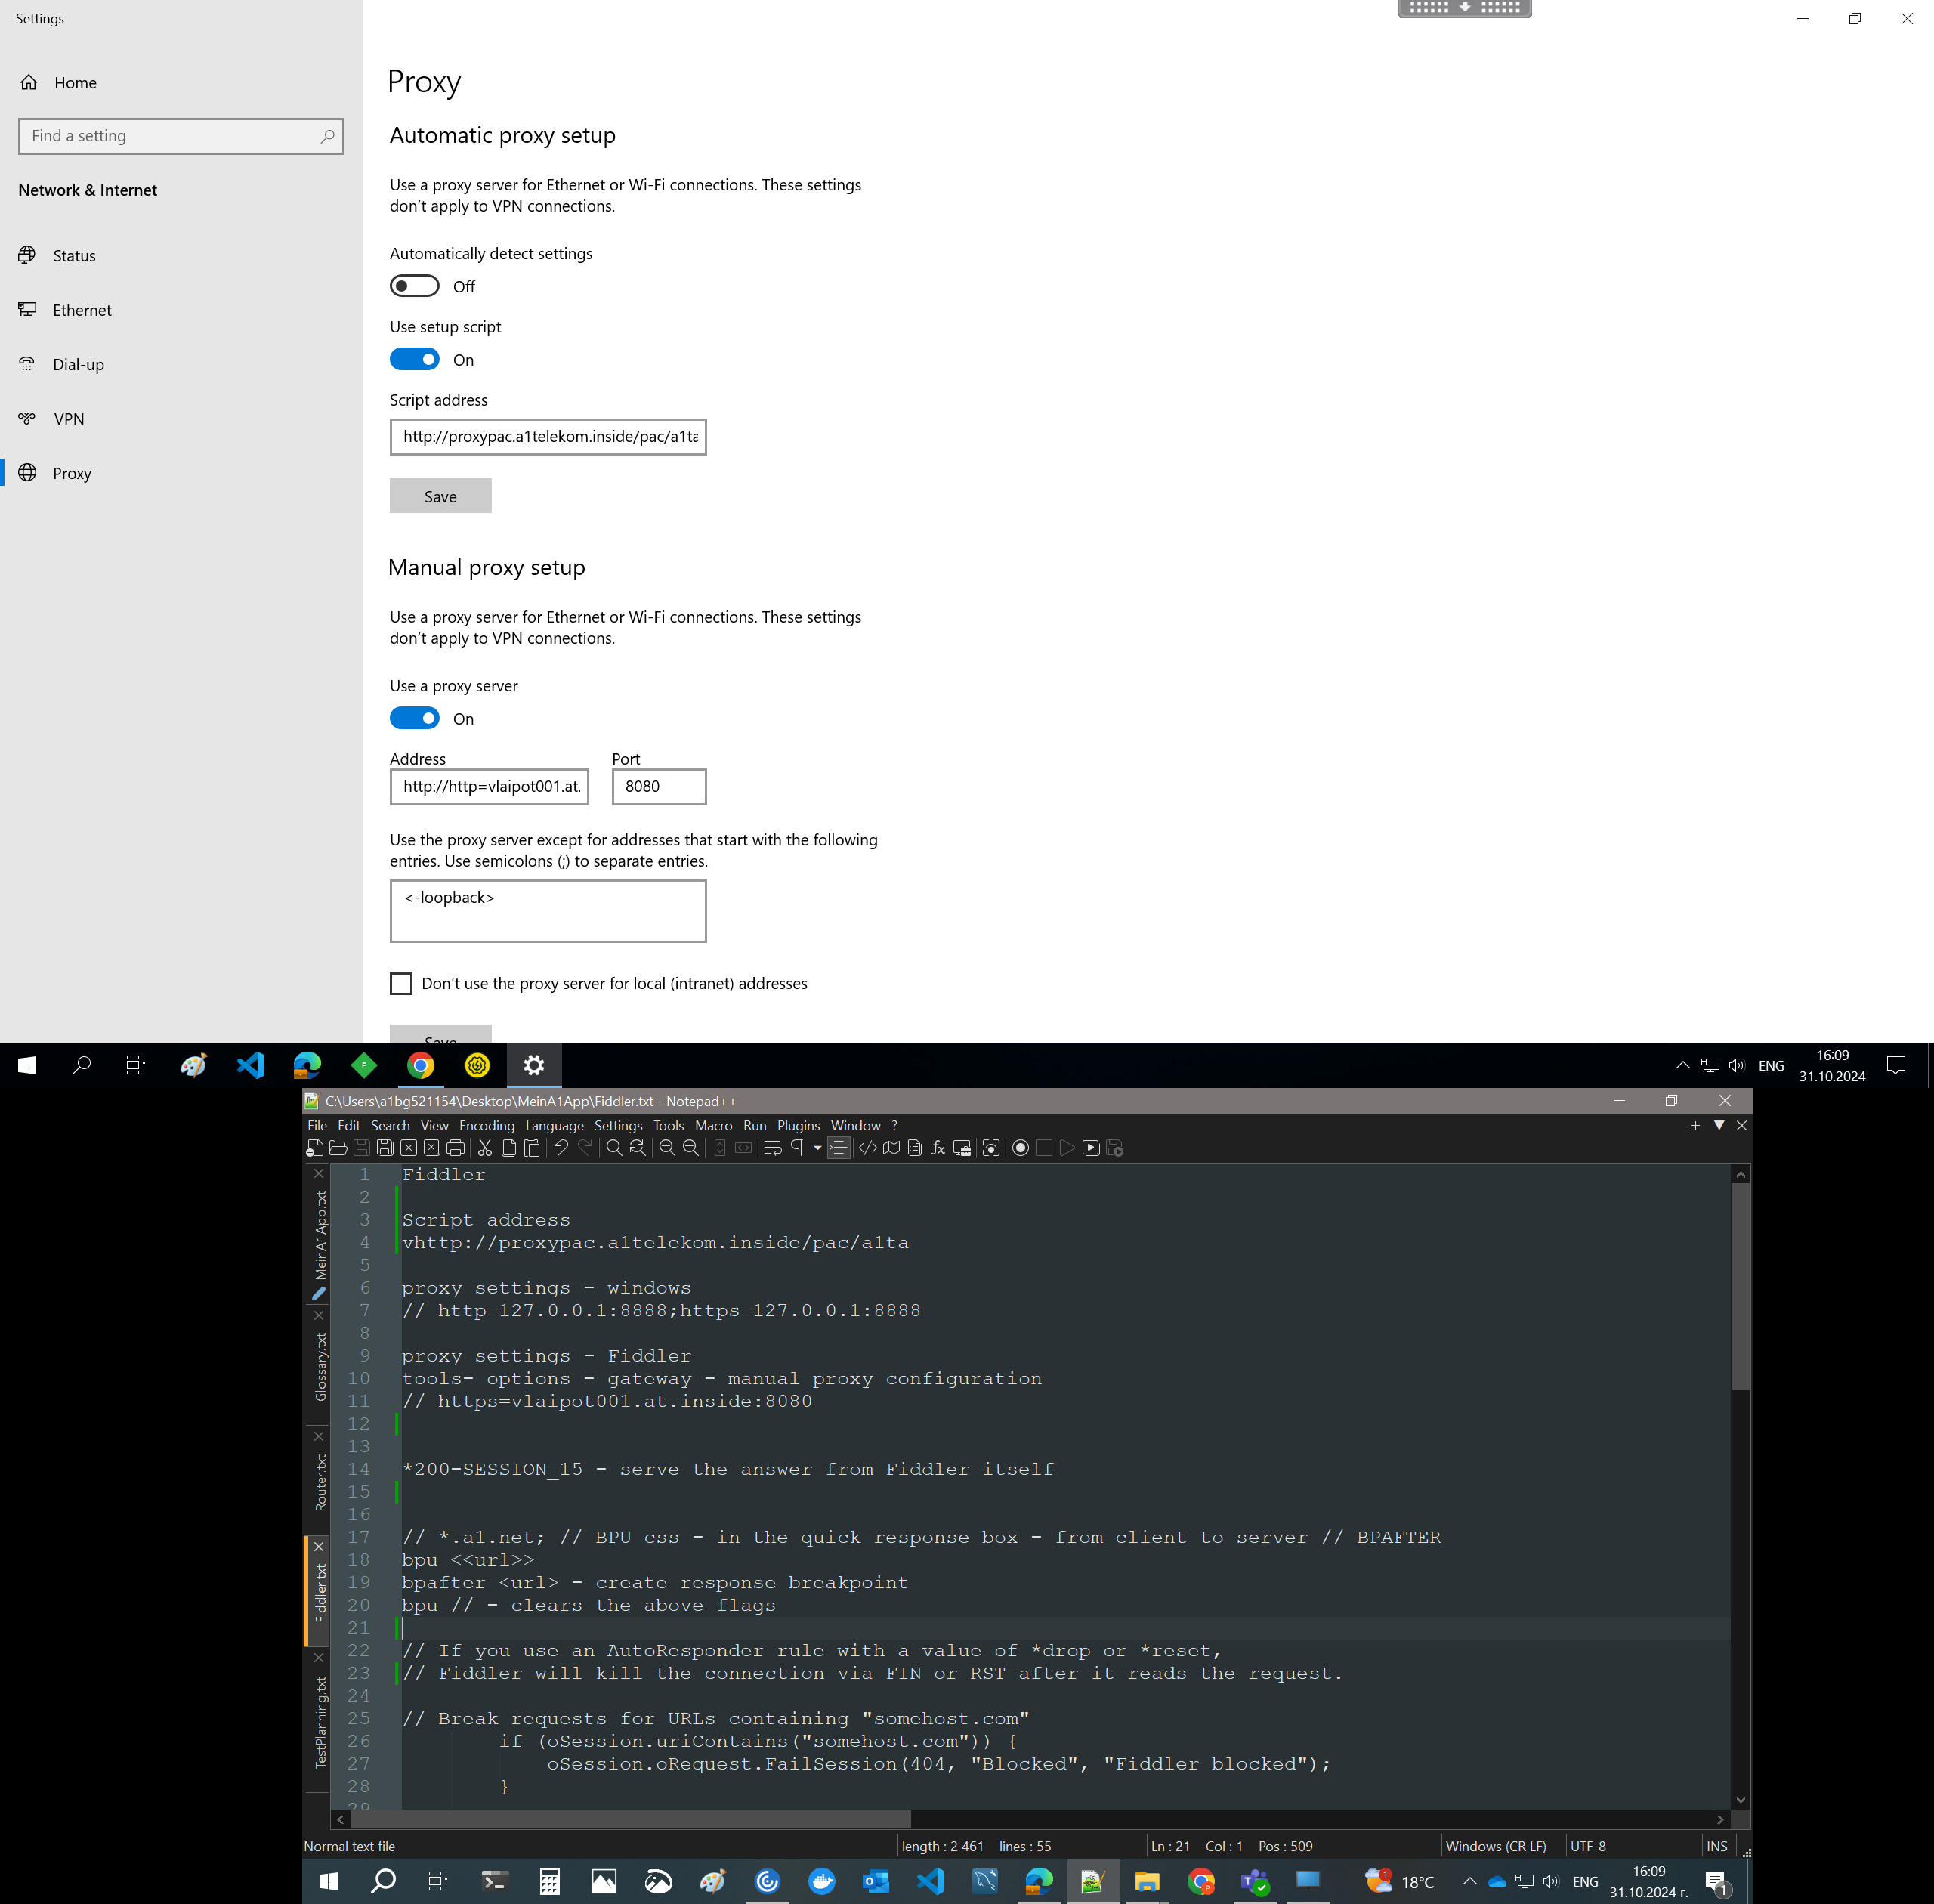 Settings
Home
Find a setting
Network & Internet
Status
Ethernet
Dial-up
VPN
Proxy
Proxy
Automatic proxy setup
Use a proxy server for Ethernet or Wi-Fi connections. These settings
don't apply to VPN connections.
Automatically detect settings
Off
Use setup script
On
Script address
http://proxypac.a1telekom.inside/pac/a1ta
Save
Manual proxy setup
Use a proxy server for Ethernet or Wi-Fi connections. These settings
don't apply to VPN connections.
Use a proxy server
On
Address Port
http://http=vlaipot001.at. 8080
Use the proxy server except for addresses that start with the following
entries. Use semicolons (;) to separate entries.
<-loopback>
Don't use the proxy server for local (intranet) addresses
Save
ENG 16:09
31.10.2024
C:\Users\a1bg521154\Desktop\MeinA1App\Fiddler.txt - Notepad++
File Edit Search View Encoding Language Settings Tools Macro Run Plugins Window ?
MeinA1App.txt
Glossary.txt
Router.txt
Fiddler.txt
TestPlanning.txt
1 Fiddler
2
3 Script address
4 vhttp://proxypac.a1telekom.inside/pac/a1ta
5
6 proxy settings - windows
7 // http=127.0.0.1:8888;https=127.0.0.1:8888
8
9 proxy settings - Fiddler
10 tools- options - gateway - manual proxy configuration
11 // https=vlaipot001.at.inside:8080
12
13
14 *200-SESSION_15 - serve the answer from Fiddler itself
15
16
17 // *.a1.net; // BPU css - in the quick response box - from client to server // BPAFTER
18 bpu <<url>>
19 bpafter <url> - create response breakpoint
20 bpu // - clears the above flags
21
22 // If you use an AutoResponder rule with a value of *drop or *reset,
23 // Fiddler will kill the connection via FIN or RST after it reads the request.
24
25 // Break requests for URLs containing "somehost.com"
26 if (oSession.uriContains("somehost.com")) {
27 oSession.oRequest.FailSession(404, "Blocked", "Fiddler blocked");
28 }
29
Normal text file length : 2 461 lines : 55 Ln : 21 Col : 1 Pos : 509 Windows (CR LF) UTF-8 INS
18°C ENG 16:09
31.10.2024 г.